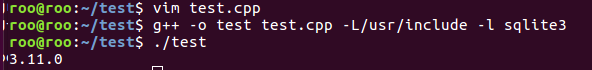 roo@roo:~/test$ vim test.cpp
roo@roo:~/test$ g++ -o test test.cpp -L/usr/include -l sqlite3
roo@roo:~/test$ ./test
3.11.0